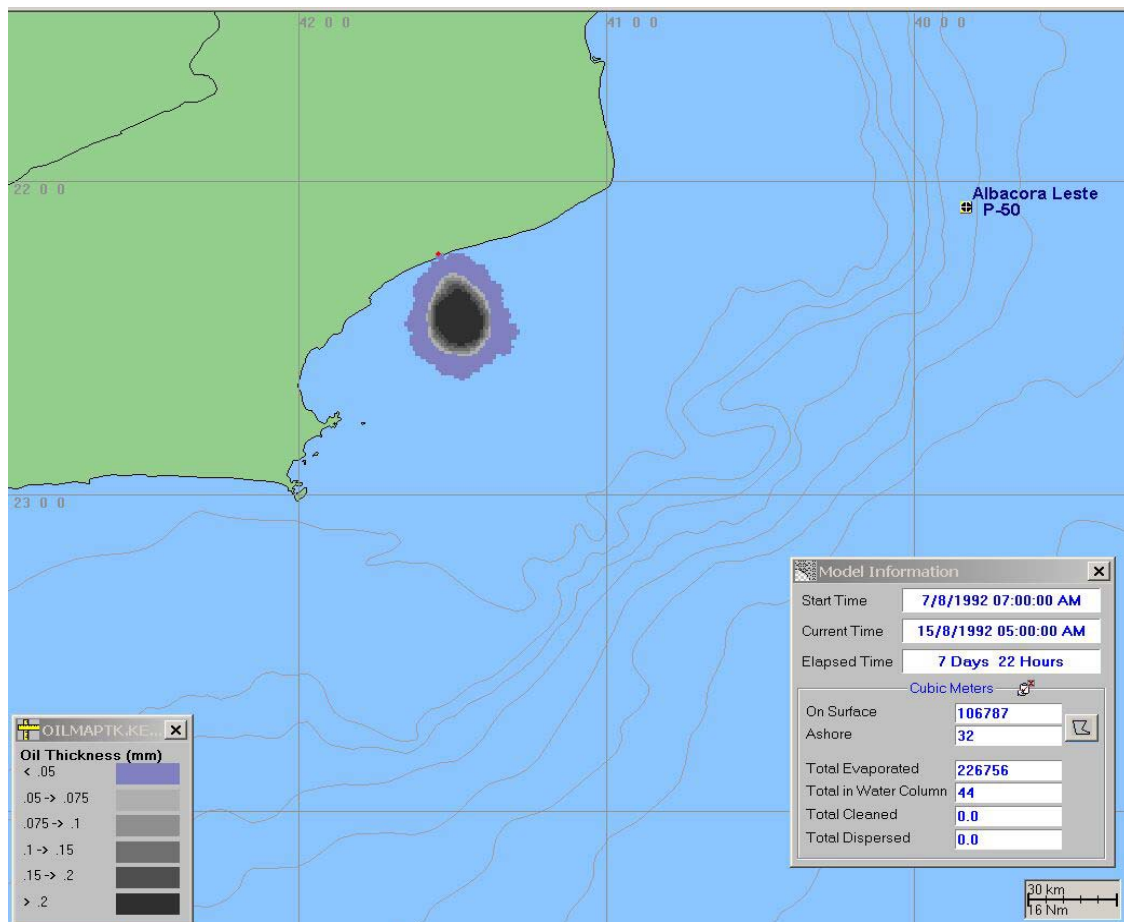 42 0 0
41 0 0
40 0 0
22 0 0
Albacora Leste
P-50
23 0 0
Model Information
Start Time 7/8/1992 07:00:00 AM
Current Time 15/8/1992 05:00:00 AM
Elapsed Time 7 Days 22 Hours
Cubic Meters
On Surface 106787
Ashore 32
Total Evaporated 226756
Total in Water Column 44
Total Cleaned 0.0
Total Dispersed 0.0
OILMAPTK.KE...
Oil Thickness (mm)
< .05
.05 -> .075
.075 -> .1
.1 -> .15
.15 -> .2
> .2
30 km
16 Nm